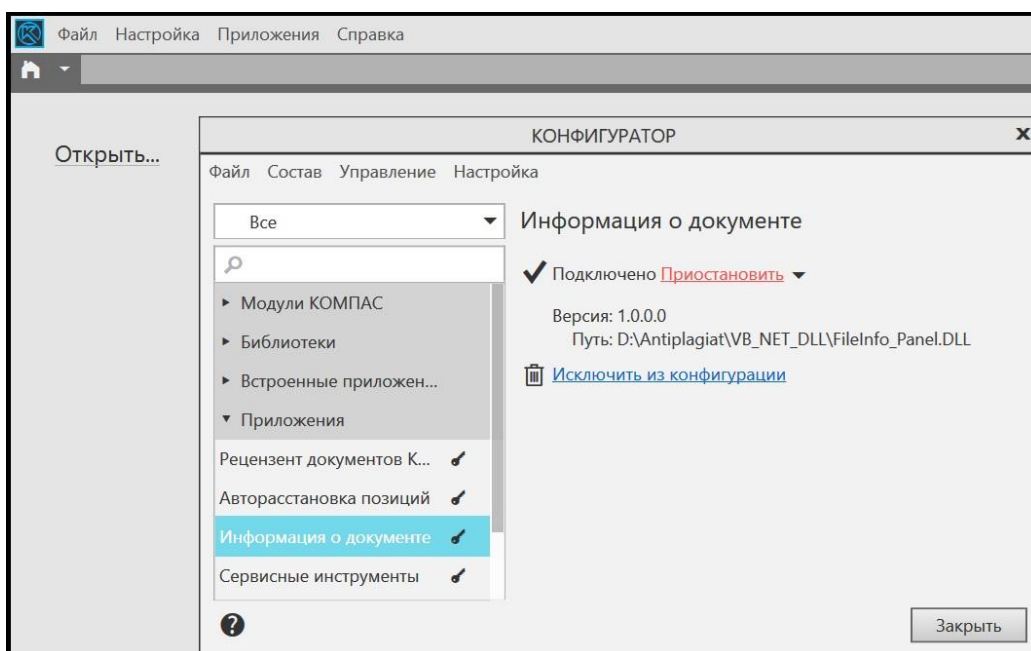 Файл Настройка Приложения Справка
Открыть...
КОНФИГУРАТОР
Файл Состав Управление Настройка
Все
Модули КОМПАС
Библиотеки
Встроенные приложен...
Приложения
Рецензент документов К...
Авторасстановка позиций
Информация о документе
Сервисные инструменты
Информация о документе
Подключено Приостановить
Версия: 1.0.0.0
Путь: D:\Antiplagiat\VB_NET_DLL\FileInfo_Panel.DLL
Исключить из конфигурации
Закрыть